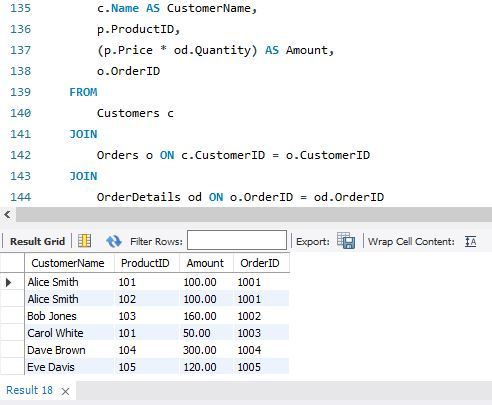 135 c.Name AS CustomerName,
136 p.ProductID,
137 (p.Price * od.Quantity) AS Amount,
138 o.OrderID
139 FROM
140 Customers c
141 JOIN
142 Orders o ON c.CustomerID = o.CustomerID
143 JOIN
144 OrderDetails od ON o.OrderID = od.OrderID
Result Grid Filter Rows: Export: Wrap Cell Content:
CustomerName ProductID Amount OrderID
Alice Smith 101 100.00 1001
Alice Smith 102 100.00 1001
Bob Jones 103 160.00 1002
Carol White 101 50.00 1003
Dave Brown 104 300.00 1004
Eve Davis 105 120.00 1005
Result 18